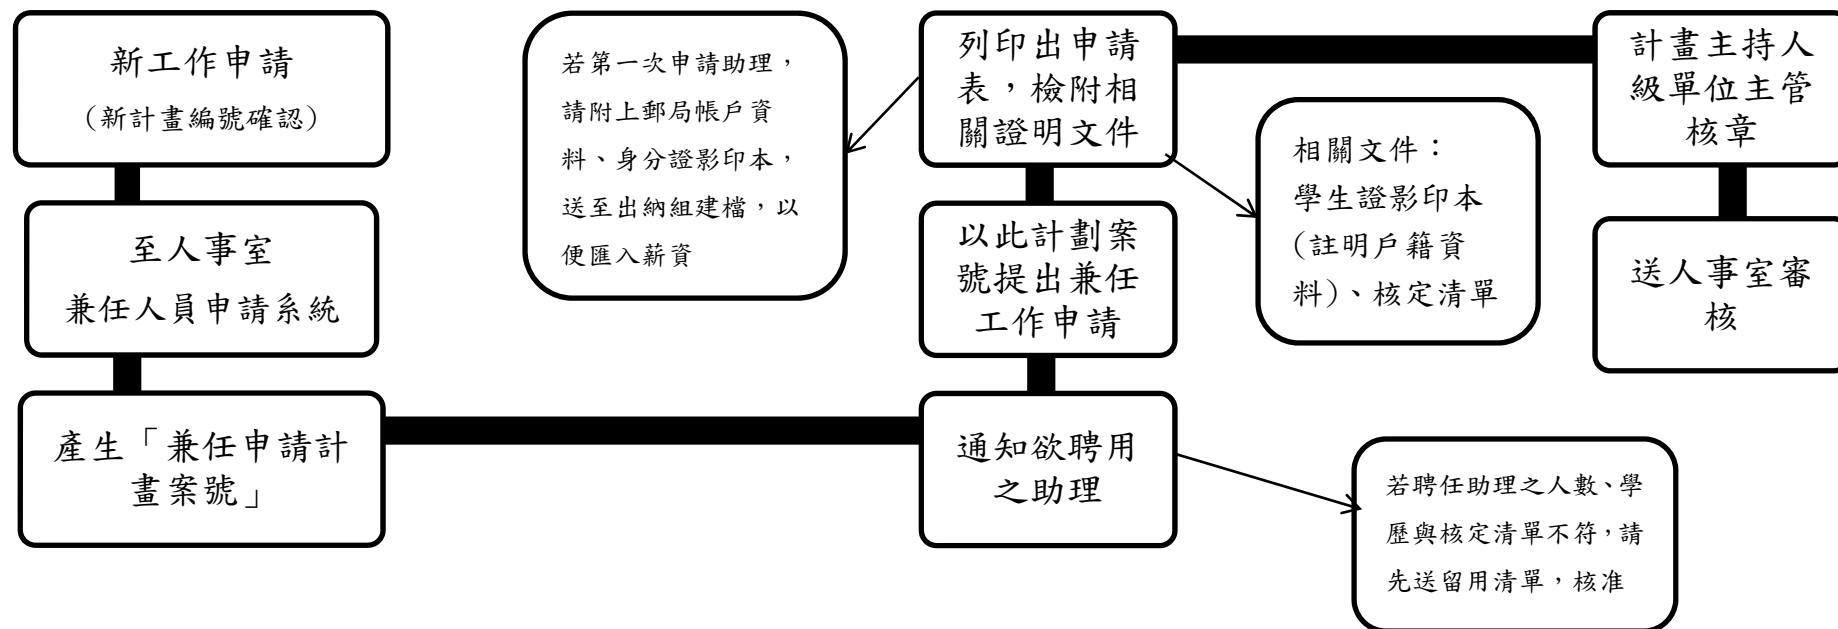 新工作申請
(新計畫編號確認)
至人事室
兼任人員申請系統
產生「兼任申請計
畫案號」
通知欲聘用
之助理
若聘任助理之人數、學
歷與核定清單不符,請
先送留用清單,核准
以此計劃案
號提出兼任
工作申請
列印出申請
表,檢附相
關證明文件
若第一次申請助理,
請附上郵局帳戶資
料、身分證影印本,
送至出納組建檔,以
便匯入薪資
相關文件:
學生證影印本
(註明戶籍資
料)、核定清單
計畫主持人
級單位主管
核章
送人事室審
核